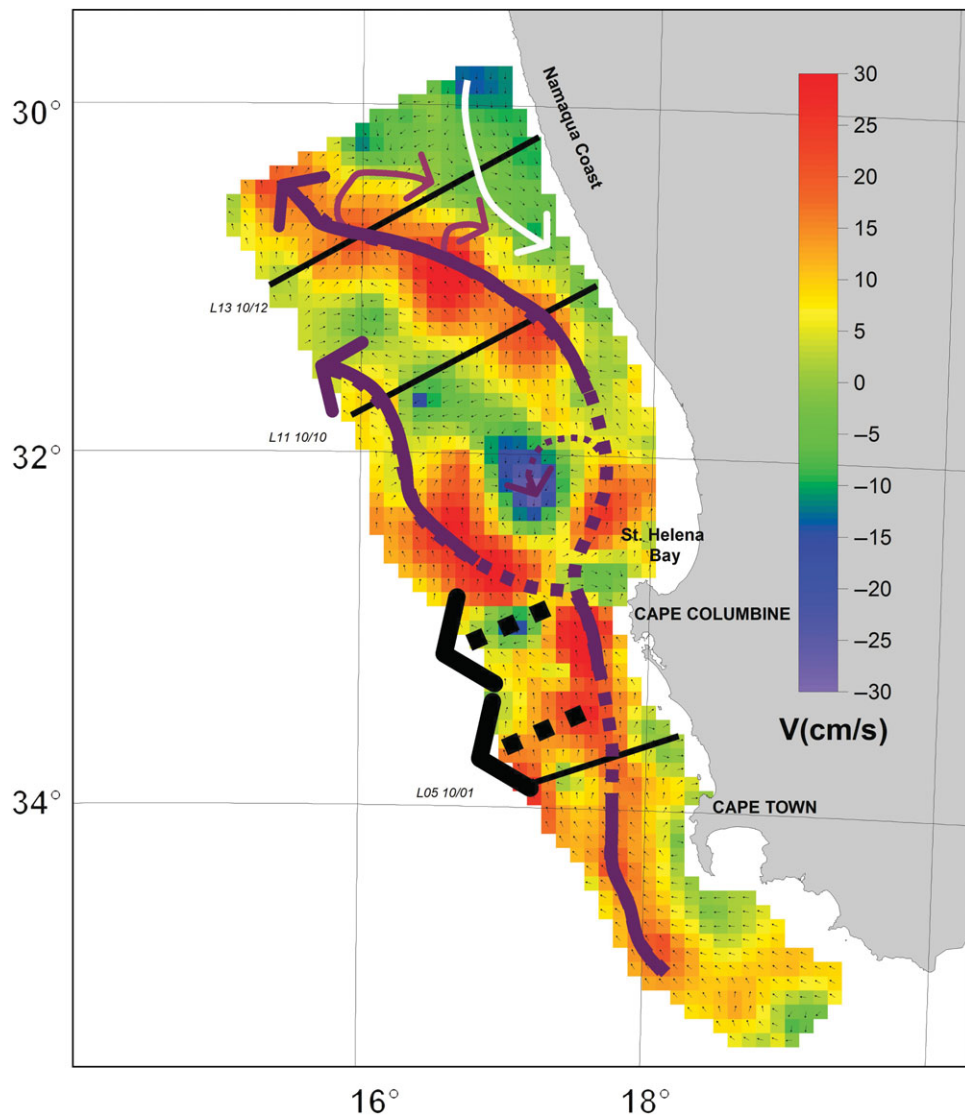 30°
32°
34°
16°
18°
Namaqua Coast
L13 10/12
L11 10/10
St. Helena
Bay
CAPE COLUMBINE
L05 10/01
CAPE TOWN
30
25
20
15
10
5
0
–5
–10
–15
–20
–25
–30
V(cm/s)